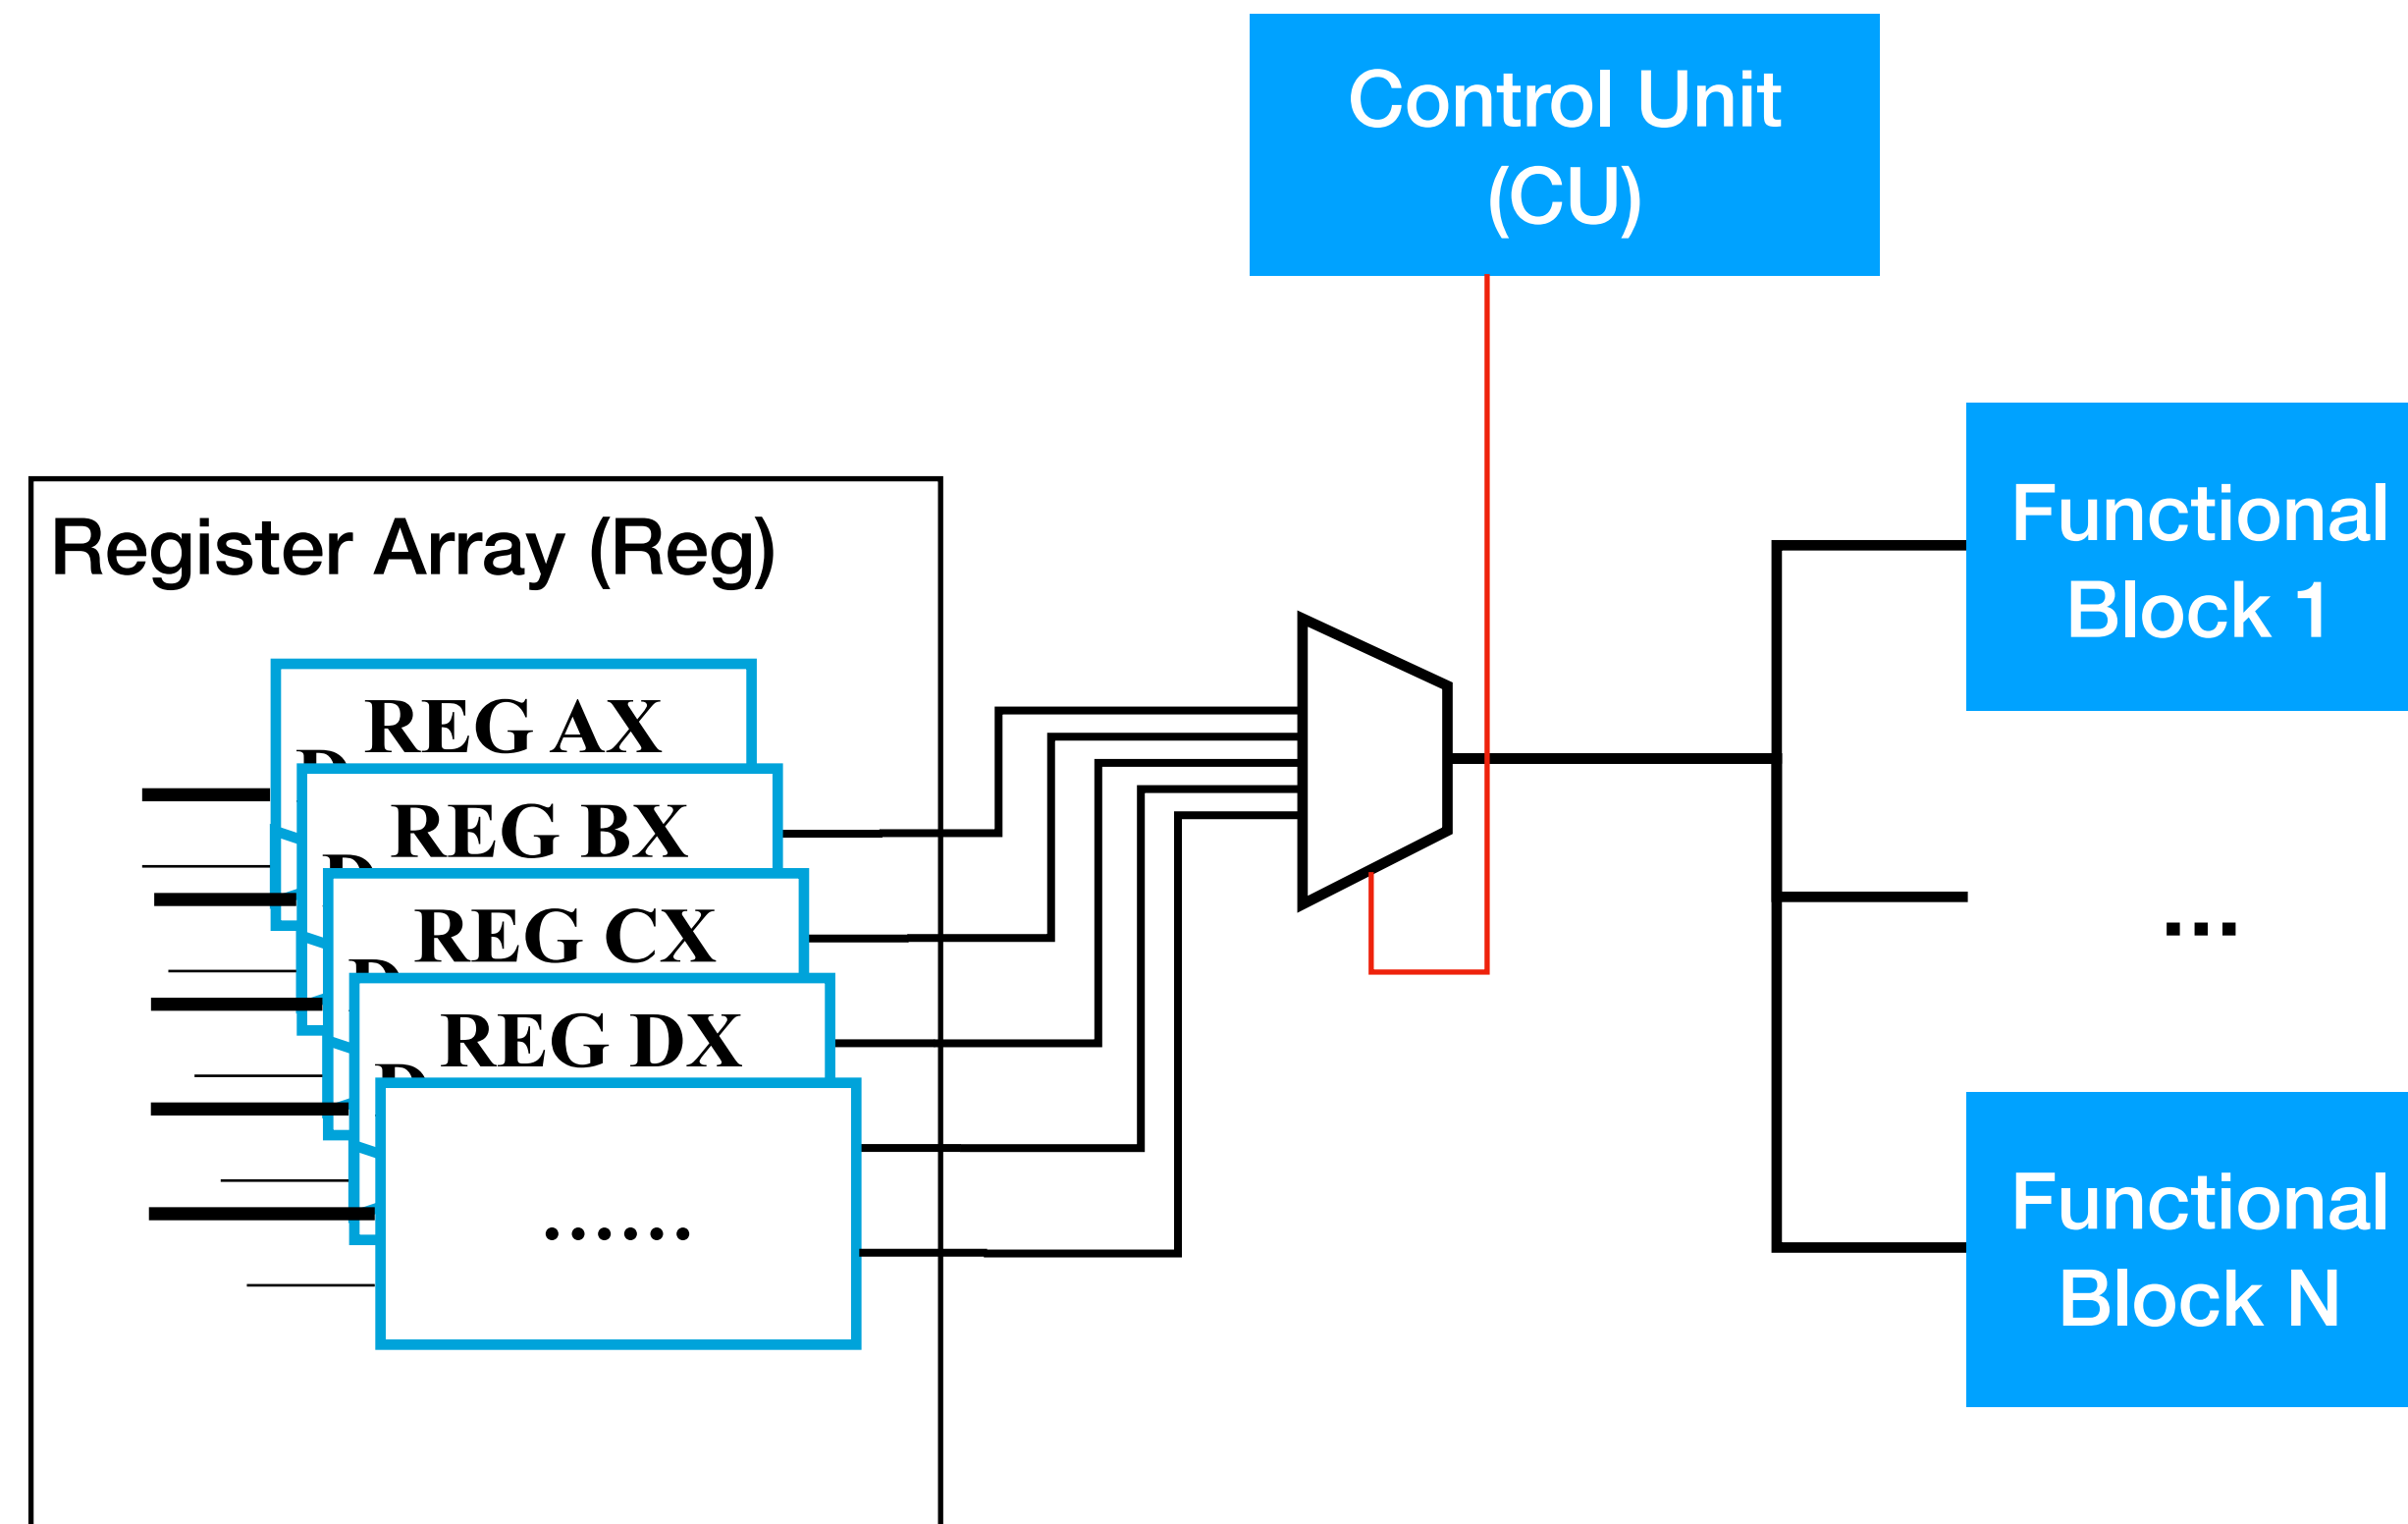 Control Unit
(CU)
Functional
Block 1
Register Array (Reg)
REG AX
D
REG BX
D
REG CX
D
REG DX
D
......
...
Functional
Block N